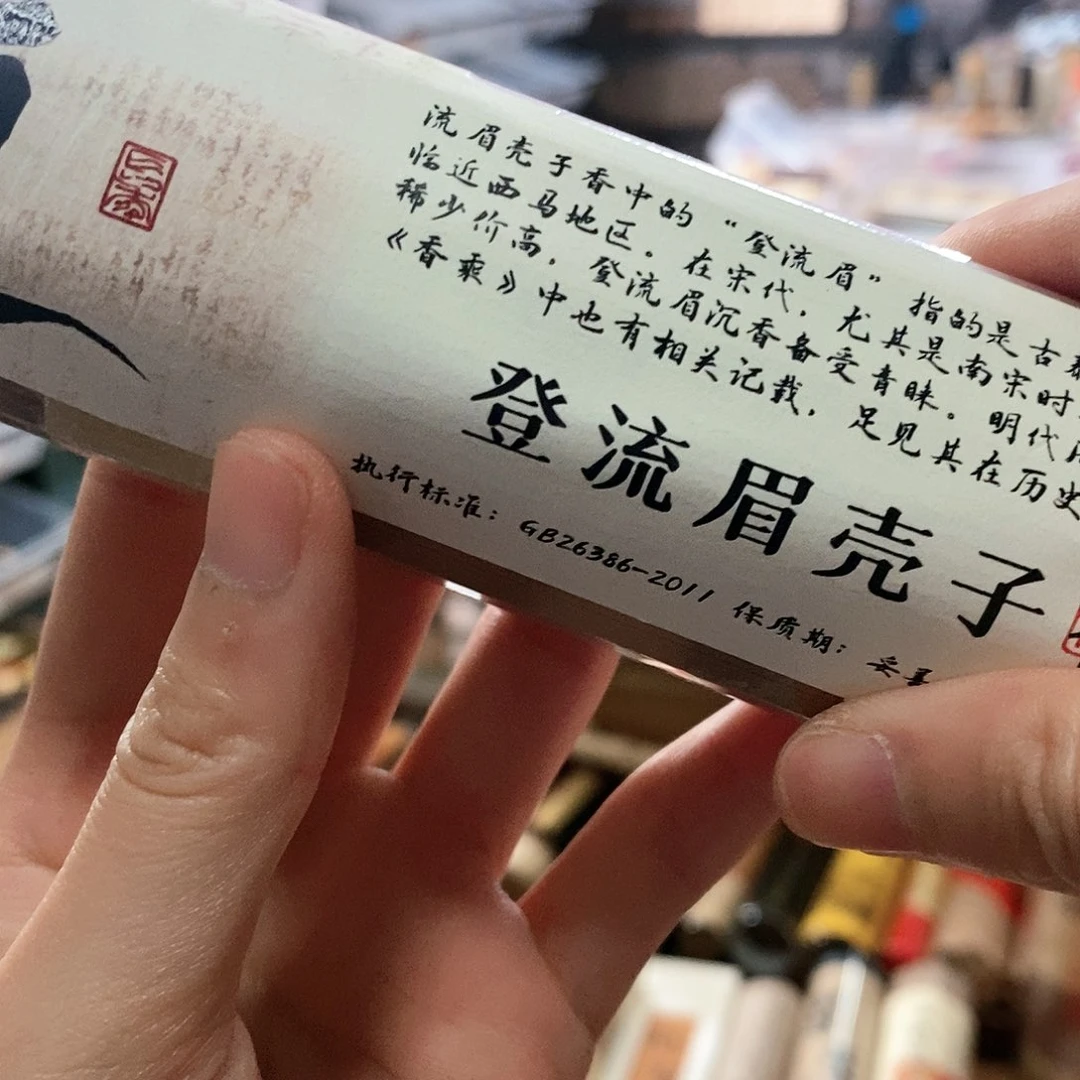 流眉壳子香中的“登流眉”指的是古泰
临近西马地区。在宋代，尤其是南宋时
稀少价高，登流眉沉香备受青睐。明代
《香乘》中也有相关记载，足见其在历史
登流眉壳子
执行标准：GB26386-2011 保质期：妥善